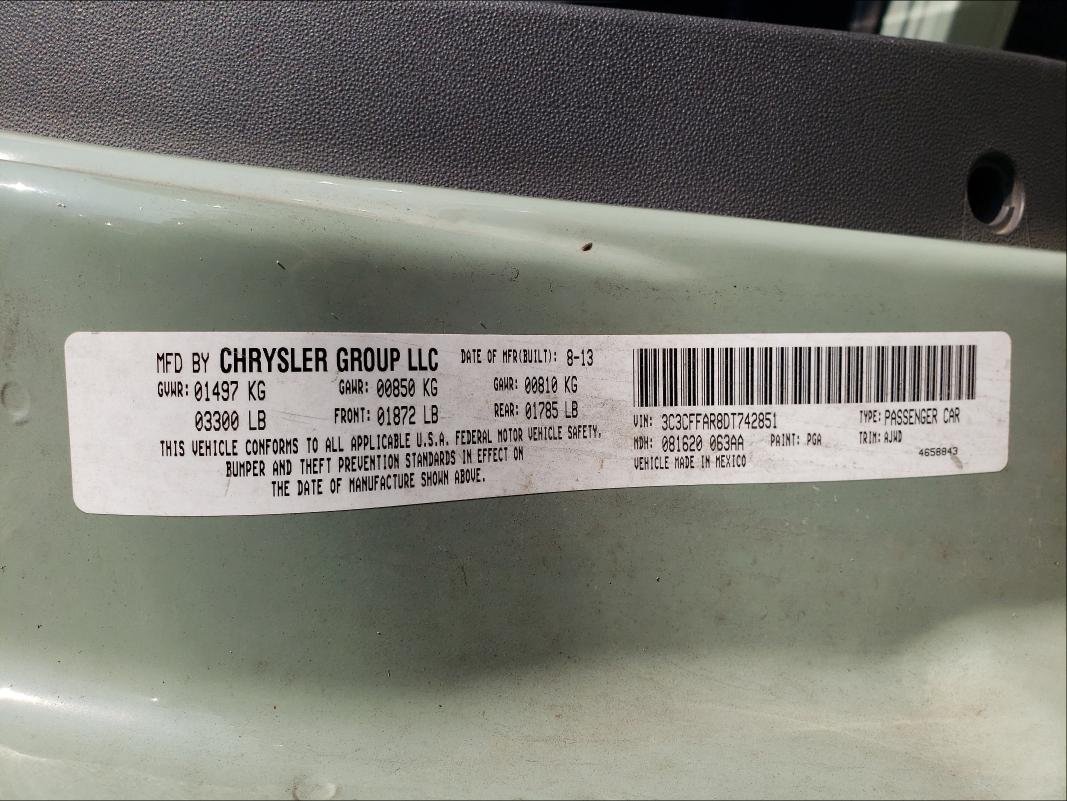 MFD BY CHRYSLER GROUP LLC DATE OF MFR(BUILT): 8-13
GVWR: 01497 KG GAWR: 00850 KG GAWR: 00810 KG
03300 LB FRONT: 01872 LB REAR: 01785 LB
THIS VEHICLE CONFORMS TO ALL APPLICABLE U.S.A. FEDERAL MOTOR VEHICLE SAFETY,
BUMPER AND THEFT PREVENTION STANDARDS IN EFFECT ON
THE DATE OF MANUFACTURE SHOWN ABOVE.
VIN: 3C3CFFAR8DT742851 TYPE: PASSENGER CAR
MDH: 081620 063AA PAINT: PGA TRIM: AJWD
VEHICLE MADE IN MEXICO 4658843